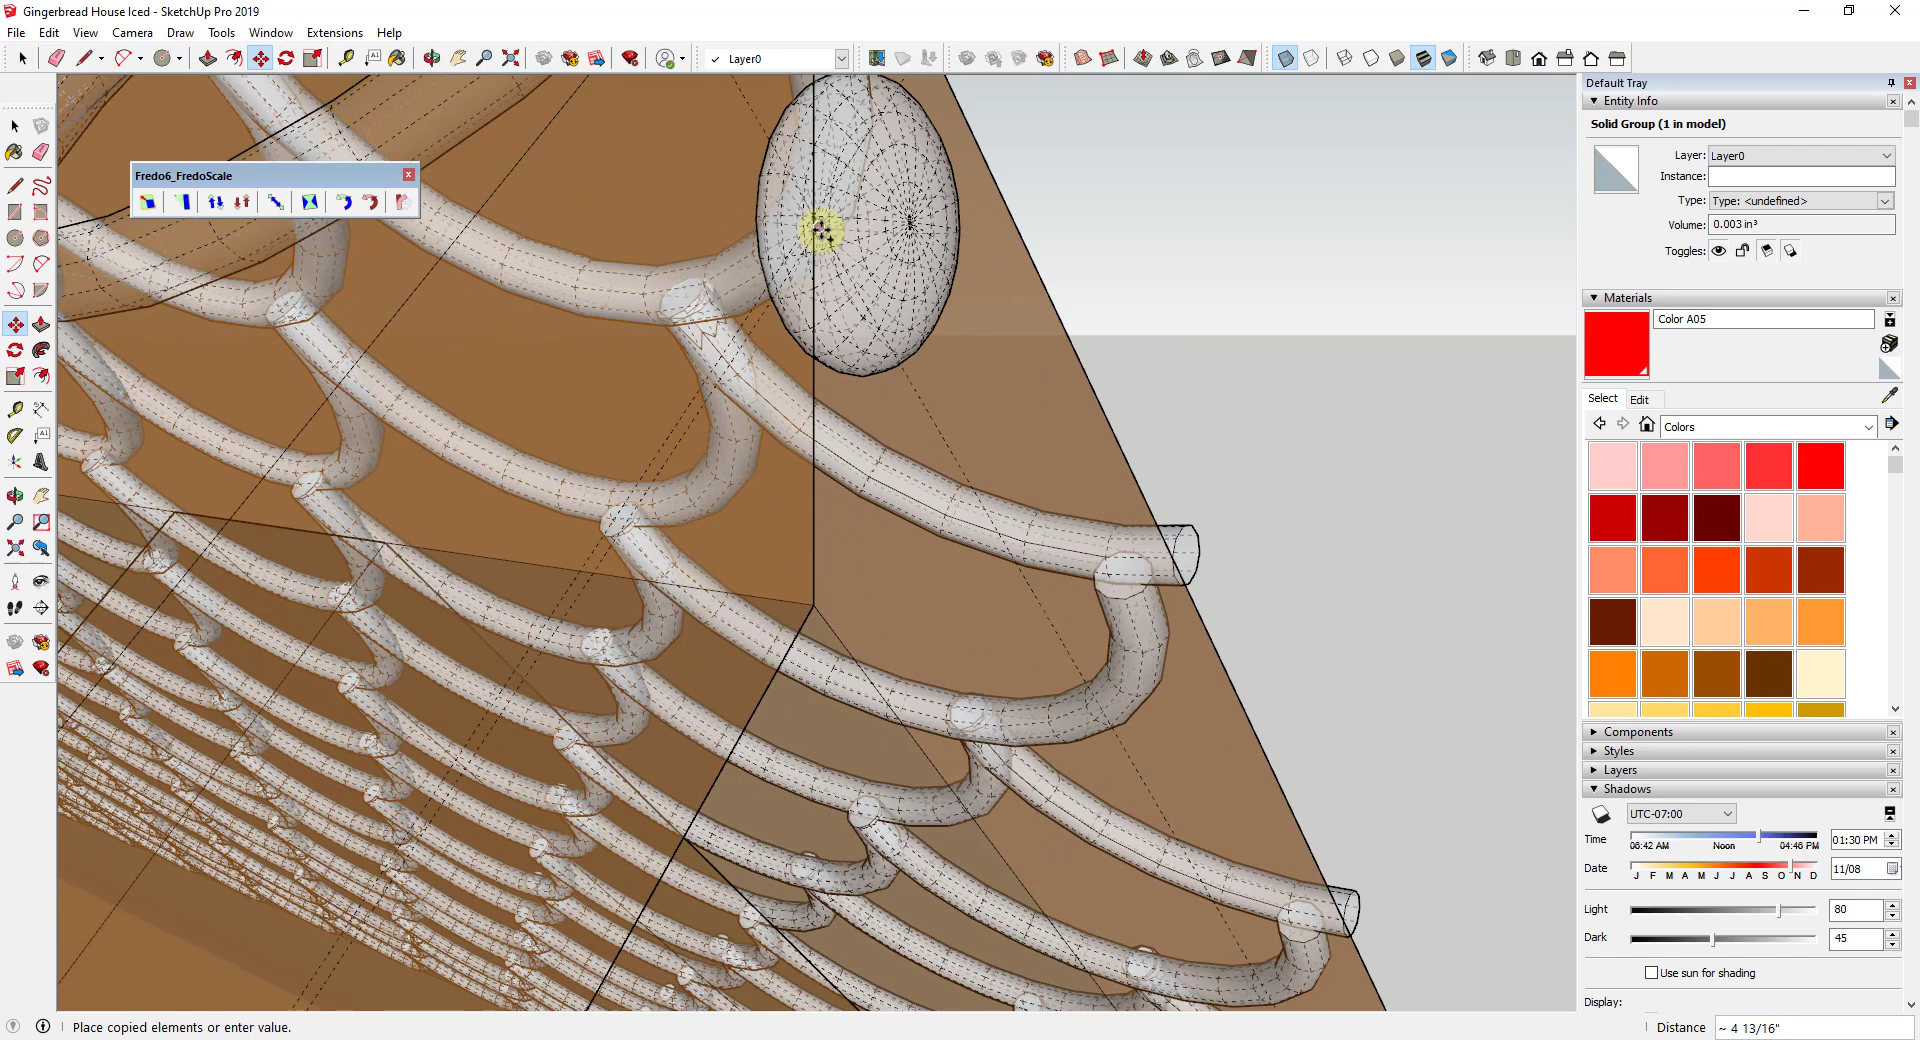 Gingerbread House Iced - SketchUp Pro 2019
File Edit View Camera Draw Tools Window Extensions Help
Layer0
Default Tray
Entity Info
Solid Group (1 in model)
Layer: Layer0
Instance:
Type: Type: <undefined>
Volume: 0.003 in³
Toggles:
Fredo6_FredoScale
Materials
Color A05
Select Edit
Colors
Components
Styles
Layers
Shadows
UTC-07:00
Time 01:30 PM
06:42 AM Noon 04:46 PM
Date 11/08
J F M A M J J A S O N D
Light 80
Dark 45
Use sun for shading
Display:
Place copied elements or enter value.
Distance ~ 4 13/16"